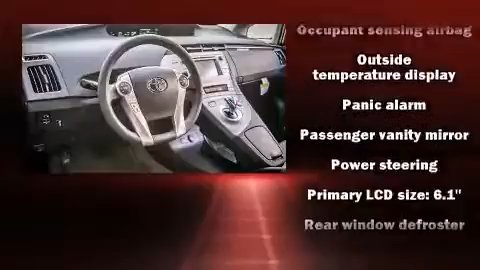 Occupant sensing airbag
Outside
temperature display
Panic alarm
Passenger vanity mirror
Power steering
Primary LCD size: 6.1"
Rear window defroster